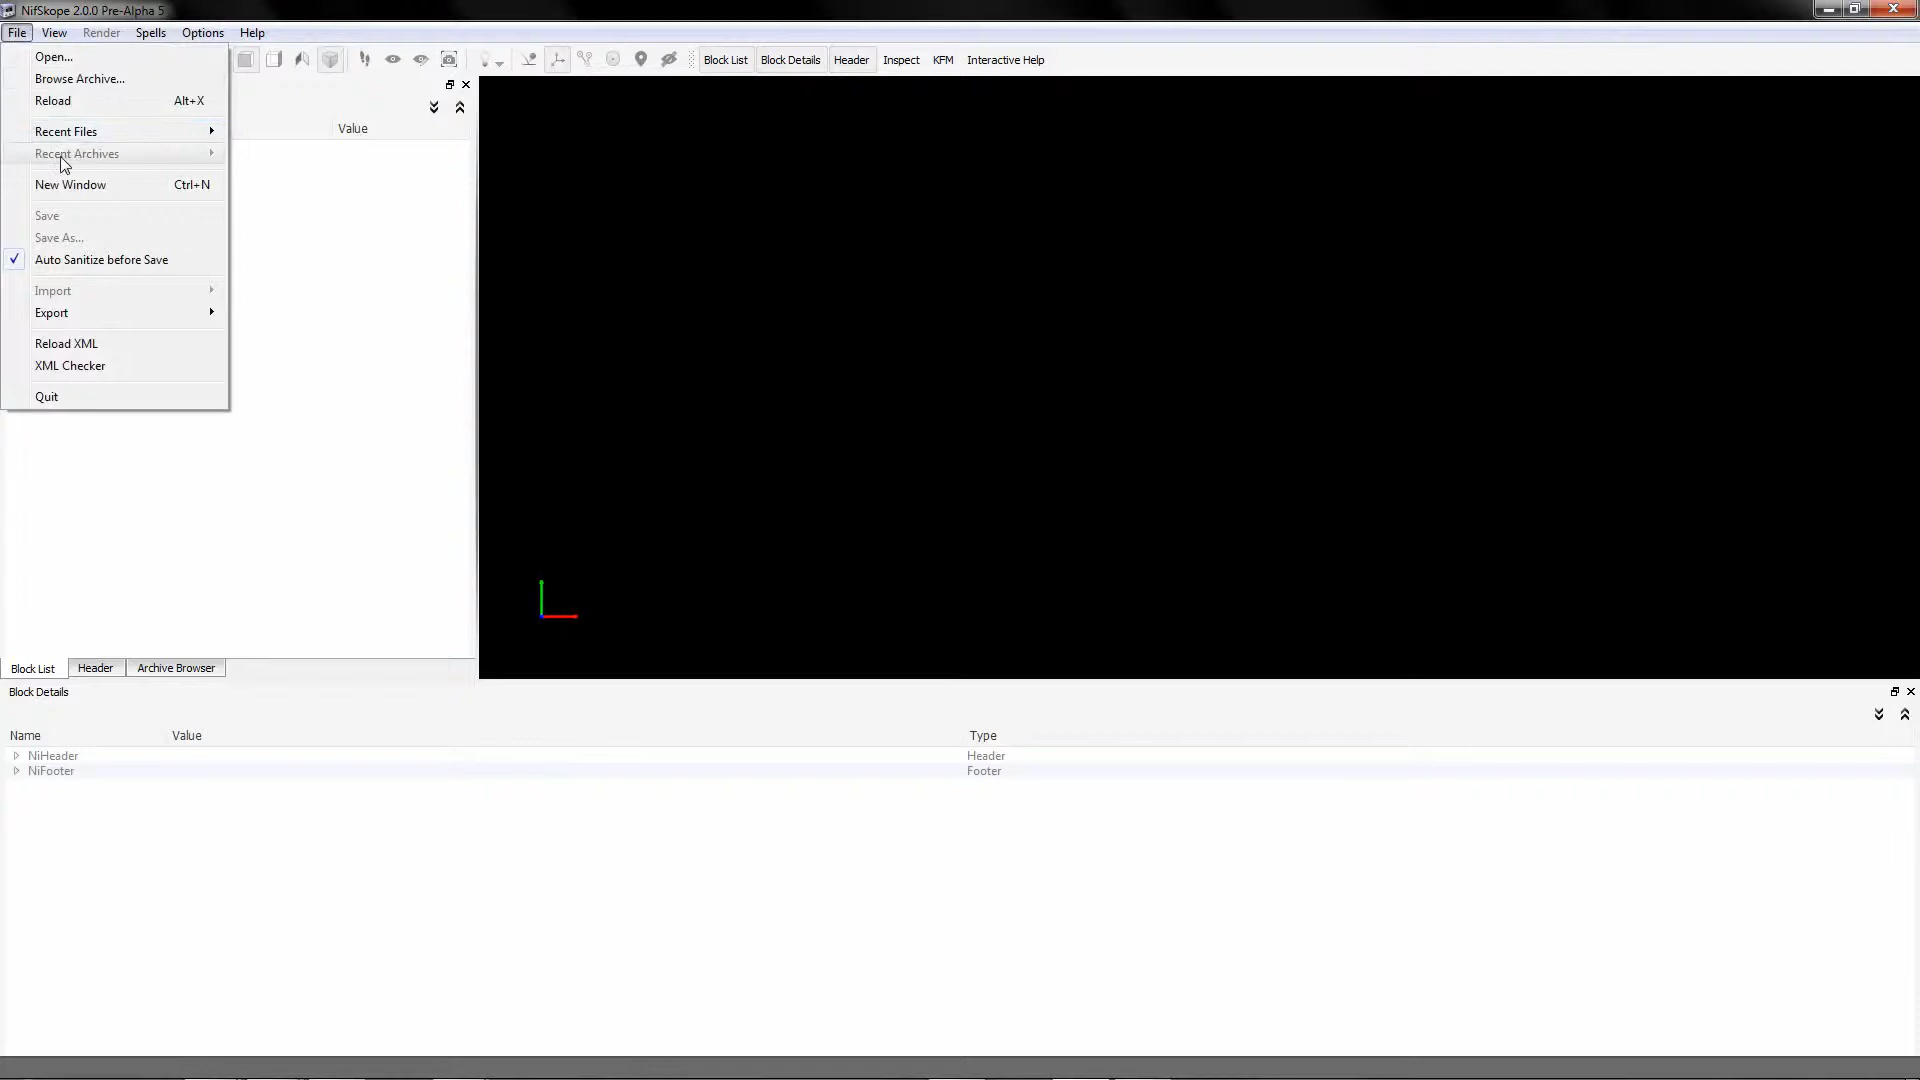 NifSkope 2.0.0 Pre-Alpha 5
File View Render Spells Options Help
Open...
Browse Archive...
Reload Alt+X
Recent Files
Recent Archives
New Window Ctrl+N
Save
Save As...
Auto Sanitize before Save
Import
Export
Reload XML
XML Checker
Quit
Block List Block Details Header Inspect KFM Interactive Help
Value
Block List Header Archive Browser
Block Details
Name Value Type
NiHeader Header
NiFooter Footer